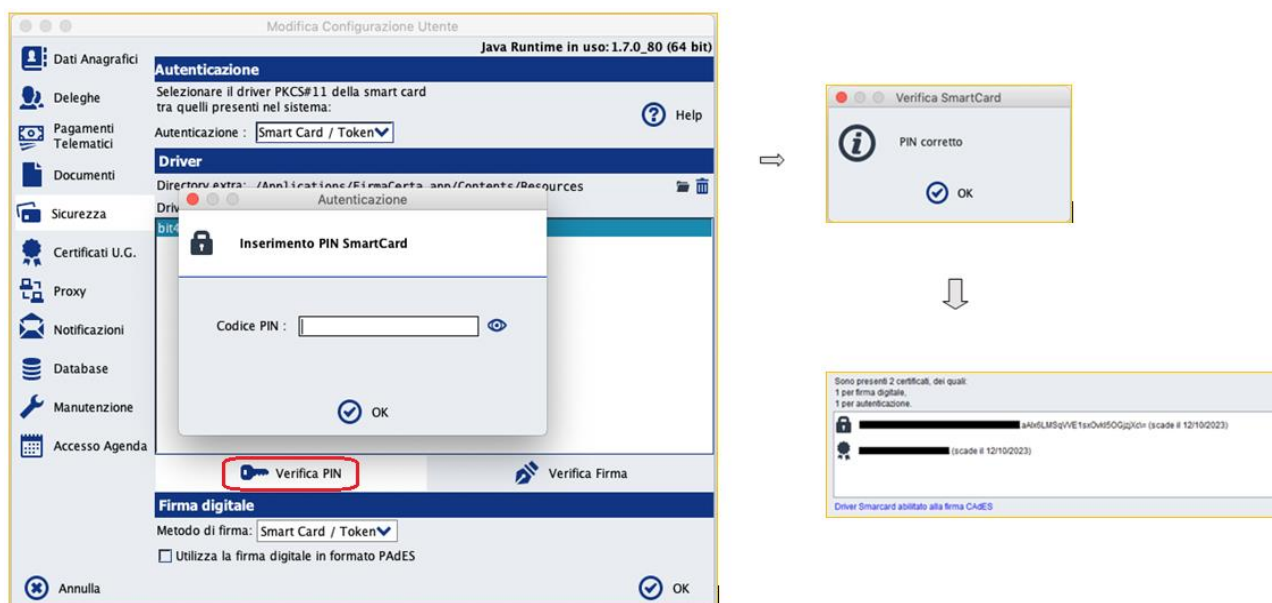 Modifica Configurazione Utente
Java Runtime in uso: 1.7.0_80 (64 bit)
Dati Anagrafici
Deleghe
Pagamenti
Telematici
Documenti
Sicurezza
Certificati U.G.
Proxy
Notificazioni
Database
Manutenzione
Accesso Agenda
Autenticazione
Selezionare il driver PKCS#11 della smart card
tra quelli presenti nel sistema:
Help
Autenticazione : Smart Card / Token
Driver
Directory extra: /Applications/FirmaCerta.app/Contents/Resources
Autenticazione
Inserimento PIN SmartCard
Codice PIN :
OK
Verifica PIN
Verifica Firma
Firma digitale
Metodo di firma: Smart Card / Token
Utilizza la firma digitale in formato PAdES
Annulla
OK
Verifica SmartCard
PIN corretto
OK
Sono presenti 2 certificati, dei quali:
1 per firma digitale,
1 per autenticazione.
(scade il 12/10/2023)
(scade il 12/10/2023)
Driver Smarcard abilitato alla firma CAdES